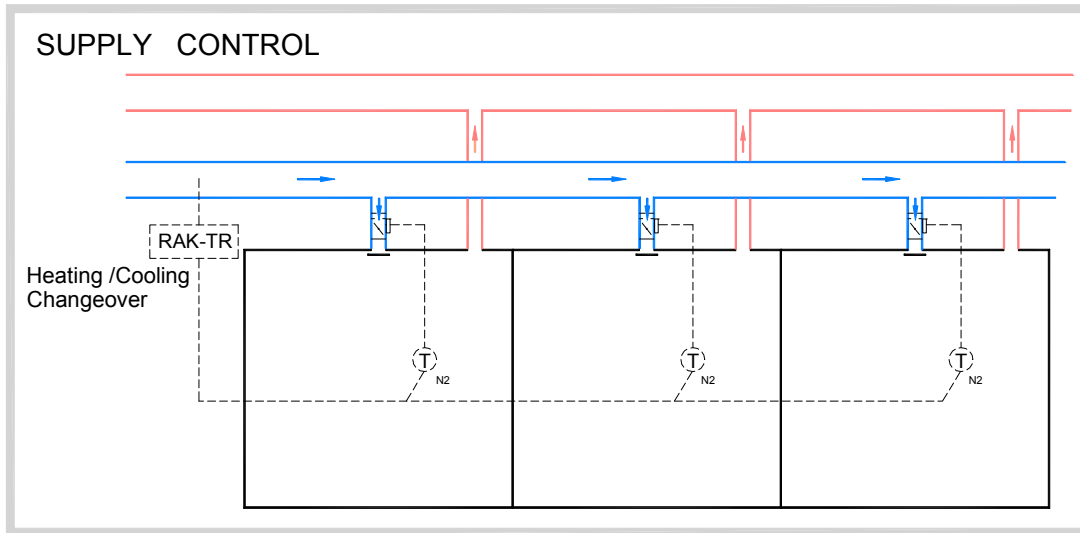 SUPPLY CONTROL
RAK-TR
Heating /Cooling
Changeover
T
N2
T
N2
T
N2